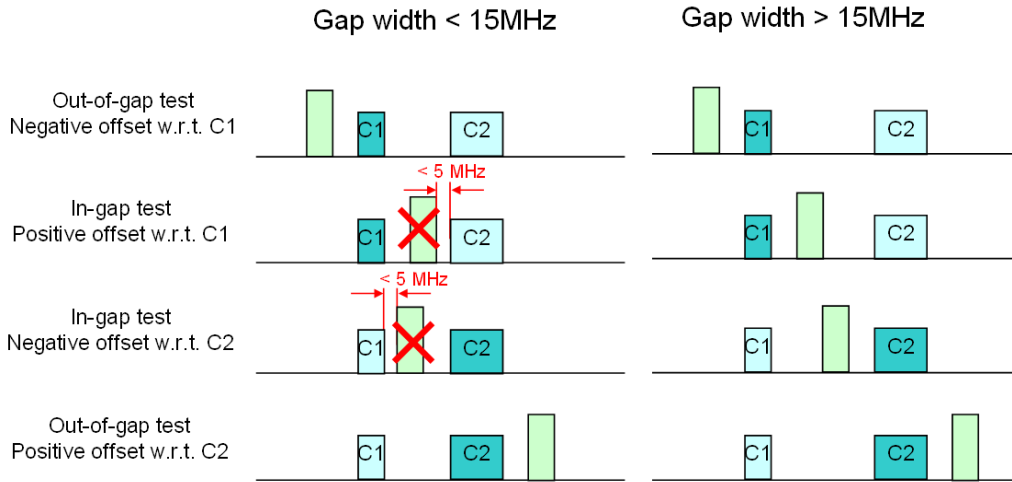 Gap width < 15MHz
Gap width > 15MHz
Out-of-gap test
Negative offset w.r.t. C1
C1
C2
C1
C2
< 5 MHz
In-gap test
Positive offset w.r.t. C1
C1
C2
C1
C2
< 5 MHz
In-gap test
Negative offset w.r.t. C2
C1
C2
C1
C2
Out-of-gap test
Positive offset w.r.t. C2
C1
C2
C1
C2